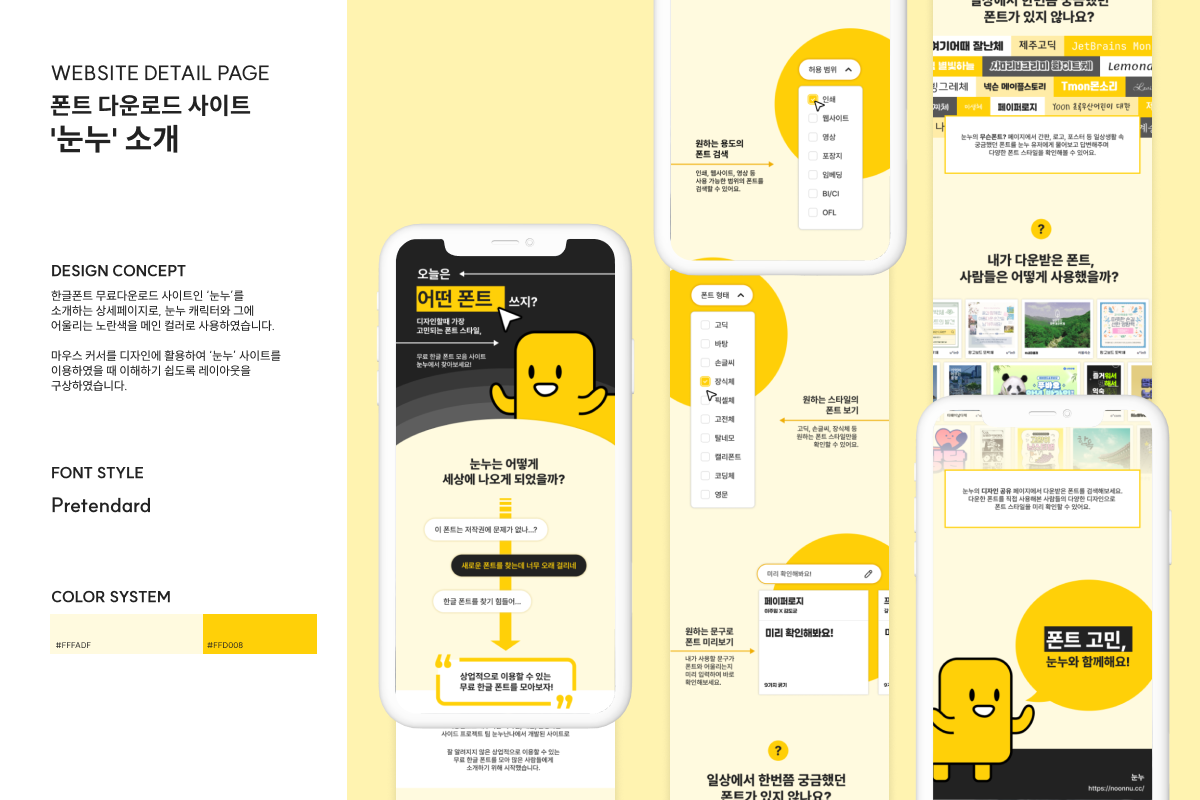 WEBSITE DETAIL PAGE
폰트 다운로드 사이트
'눈누' 소개
DESIGN CONCEPT
한글폰트 무료다운로드 사이트인 '눈누'를
소개하는 상세페이지로, 눈누 캐릭터와 그에
어울리는 노란색을 메인 컬러로 사용하였습니다.
마우스 커서를 디자인에 활용하여 '눈누' 사이트를
이용하였을 때 이해하기 쉽도록 레이아웃을
구상하였습니다.
FONT STYLE
Pretendard
COLOR SYSTEM
#FFFADF
#FFD008
오늘은
어떤 폰트 쓰지?
디자인할때 가장
고민되는 폰트 스타일,
무료 한글 폰트 모음 사이트
눈누에서 찾아보세요!
눈누는 어떻게
세상에 나오게 되었을까?
이 폰트는 저작권에 문제가 없나...?
새로운 폰트를 찾는데 너무 오래 걸리네
한글 폰트를 찾기 힘들어...
“
상업적으로 이용할 수 있는
무료 한글 폰트를 모아보자!
”
사이드 프로젝트 팀 눈누난나에서 개발된 사이트로
잘 알려지지 않은 상업적으로 이용할 수 있는
무료 한글 폰트를 모아 많은 사람들에게
소개하기 위해 시작했습니다.
허용 범위
인쇄
웹사이트
영상
포장지
임베딩
BI/CI
OFL
원하는 용도의
폰트 검색
인쇄, 웹사이트, 영상 등
사용 가능한 범위의 폰트를
검색할 수 있어요.
폰트 형태
고딕
바탕
손글씨
장식체
픽셀체
고전체
탈네모
캘리폰트
코딩체
영문
원하는 스타일의
폰트 보기
고딕, 손글씨, 장식체 등
원하는 폰트 스타일만을
확인할 수 있어요.
미리 확인해봐요!
페이퍼로지
이주임 X 김도균
미리 확인해봐요!
9가지 굵기
원하는 문구로
폰트 미리보기
내가 사용할 문구가
폰트와 어울리는지
미리 입력하여 바로
확인해보세요.
?
일상에서 한번쯤 궁금했던
폰트가 있지 않나요?
일상에서 한번쯤 궁금했던
폰트가 있지 않나요?
여기어때 잘난체
제주고딕
JetBrains Mon
별빛하늘
Lemona
빙그레체
넥슨 메이플스토리
Tmon몬소리
페이퍼로지
눈누의 무슨폰트? 페이지에서 간판, 로고, 포스터 등 일상생활 속
궁금했던 폰트를 눈누 유저에게 물어보고 답변해주며
다양한 폰트 스타일을 확인해볼 수 있어요.
?
내가 다운받은 폰트,
사람들은 어떻게 사용했을까?
눈누의 디자인 공유 페이지에서 다운받은 폰트를 검색해보세요.
다운한 폰트를 직접 사용해본 사람들의 다양한 디자인으로
폰트 스타일을 미리 확인할 수 있어요.
폰트 고민,
눈누와 함께해요!
눈누
https://noonnu.cc/